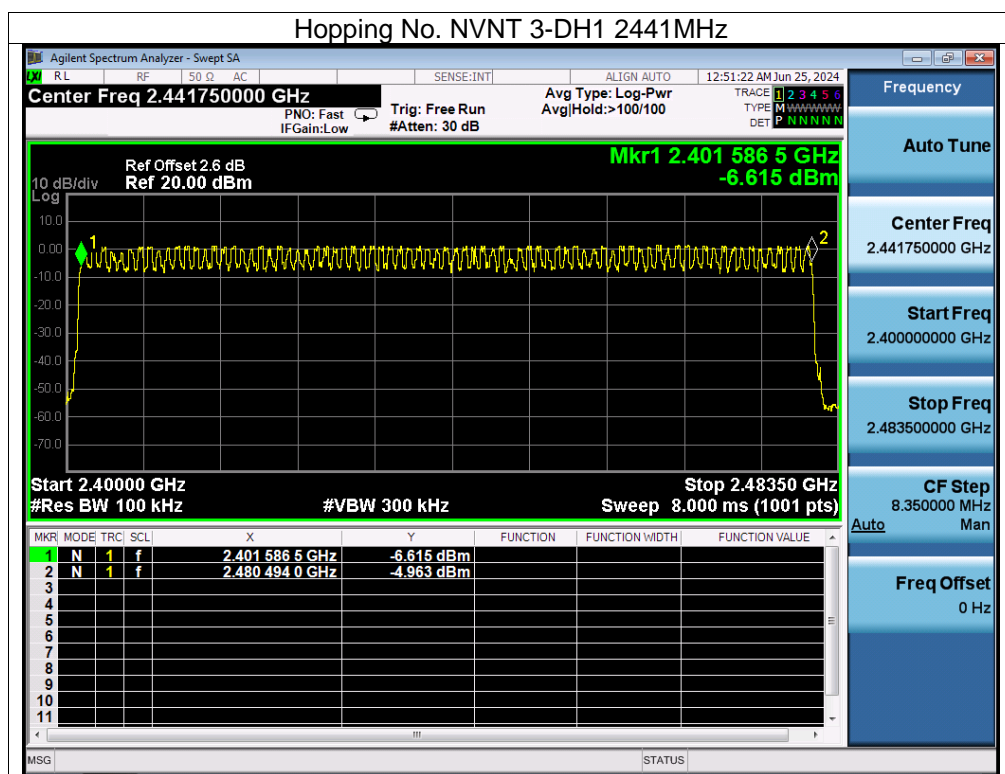 Hopping No. NVNT 3-DH1 2441MHz
Agilent Spectrum Analyzer - Swept SA
RL RF 50 Ω AC SENSE:INT ALIGN AUTO 12:51:22 AM Jun 25, 2024
Center Freq 2.441750000 GHz
PNO: Fast
IFGain:Low
Trig: Free Run
#Atten: 30 dB
Avg Type: Log-Pwr
Avg|Hold:>100/100
TRACE 1 2 3 4 5 6
TYPE M WWWWW
DET P N N N N N
Mkr1 2.401 586 5 GHz
-6.615 dBm
Ref Offset 2.6 dB
10 dB/div Ref 20.00 dBm
Log
10.0
0.00
-10.0
-20.0
-30.0
-40.0
-50.0
-60.0
-70.0
1
2
Start 2.40000 GHz Stop 2.48350 GHz
#Res BW 100 kHz #VBW 300 kHz Sweep 8.000 ms (1001 pts)
MKR MODE TRC SCL X Y FUNCTION FUNCTION WIDTH FUNCTION VALUE
1 N 1 f 2.401 586 5 GHz -6.615 dBm
2 N 1 f 2.480 494 0 GHz -4.963 dBm
3
4
5
6
7
8
9
10
11
MSG STATUS
Frequency
Auto Tune
Center Freq
2.441750000 GHz
Start Freq
2.400000000 GHz
Stop Freq
2.483500000 GHz
CF Step
8.350000 MHz
Auto Man
Freq Offset
0 Hz